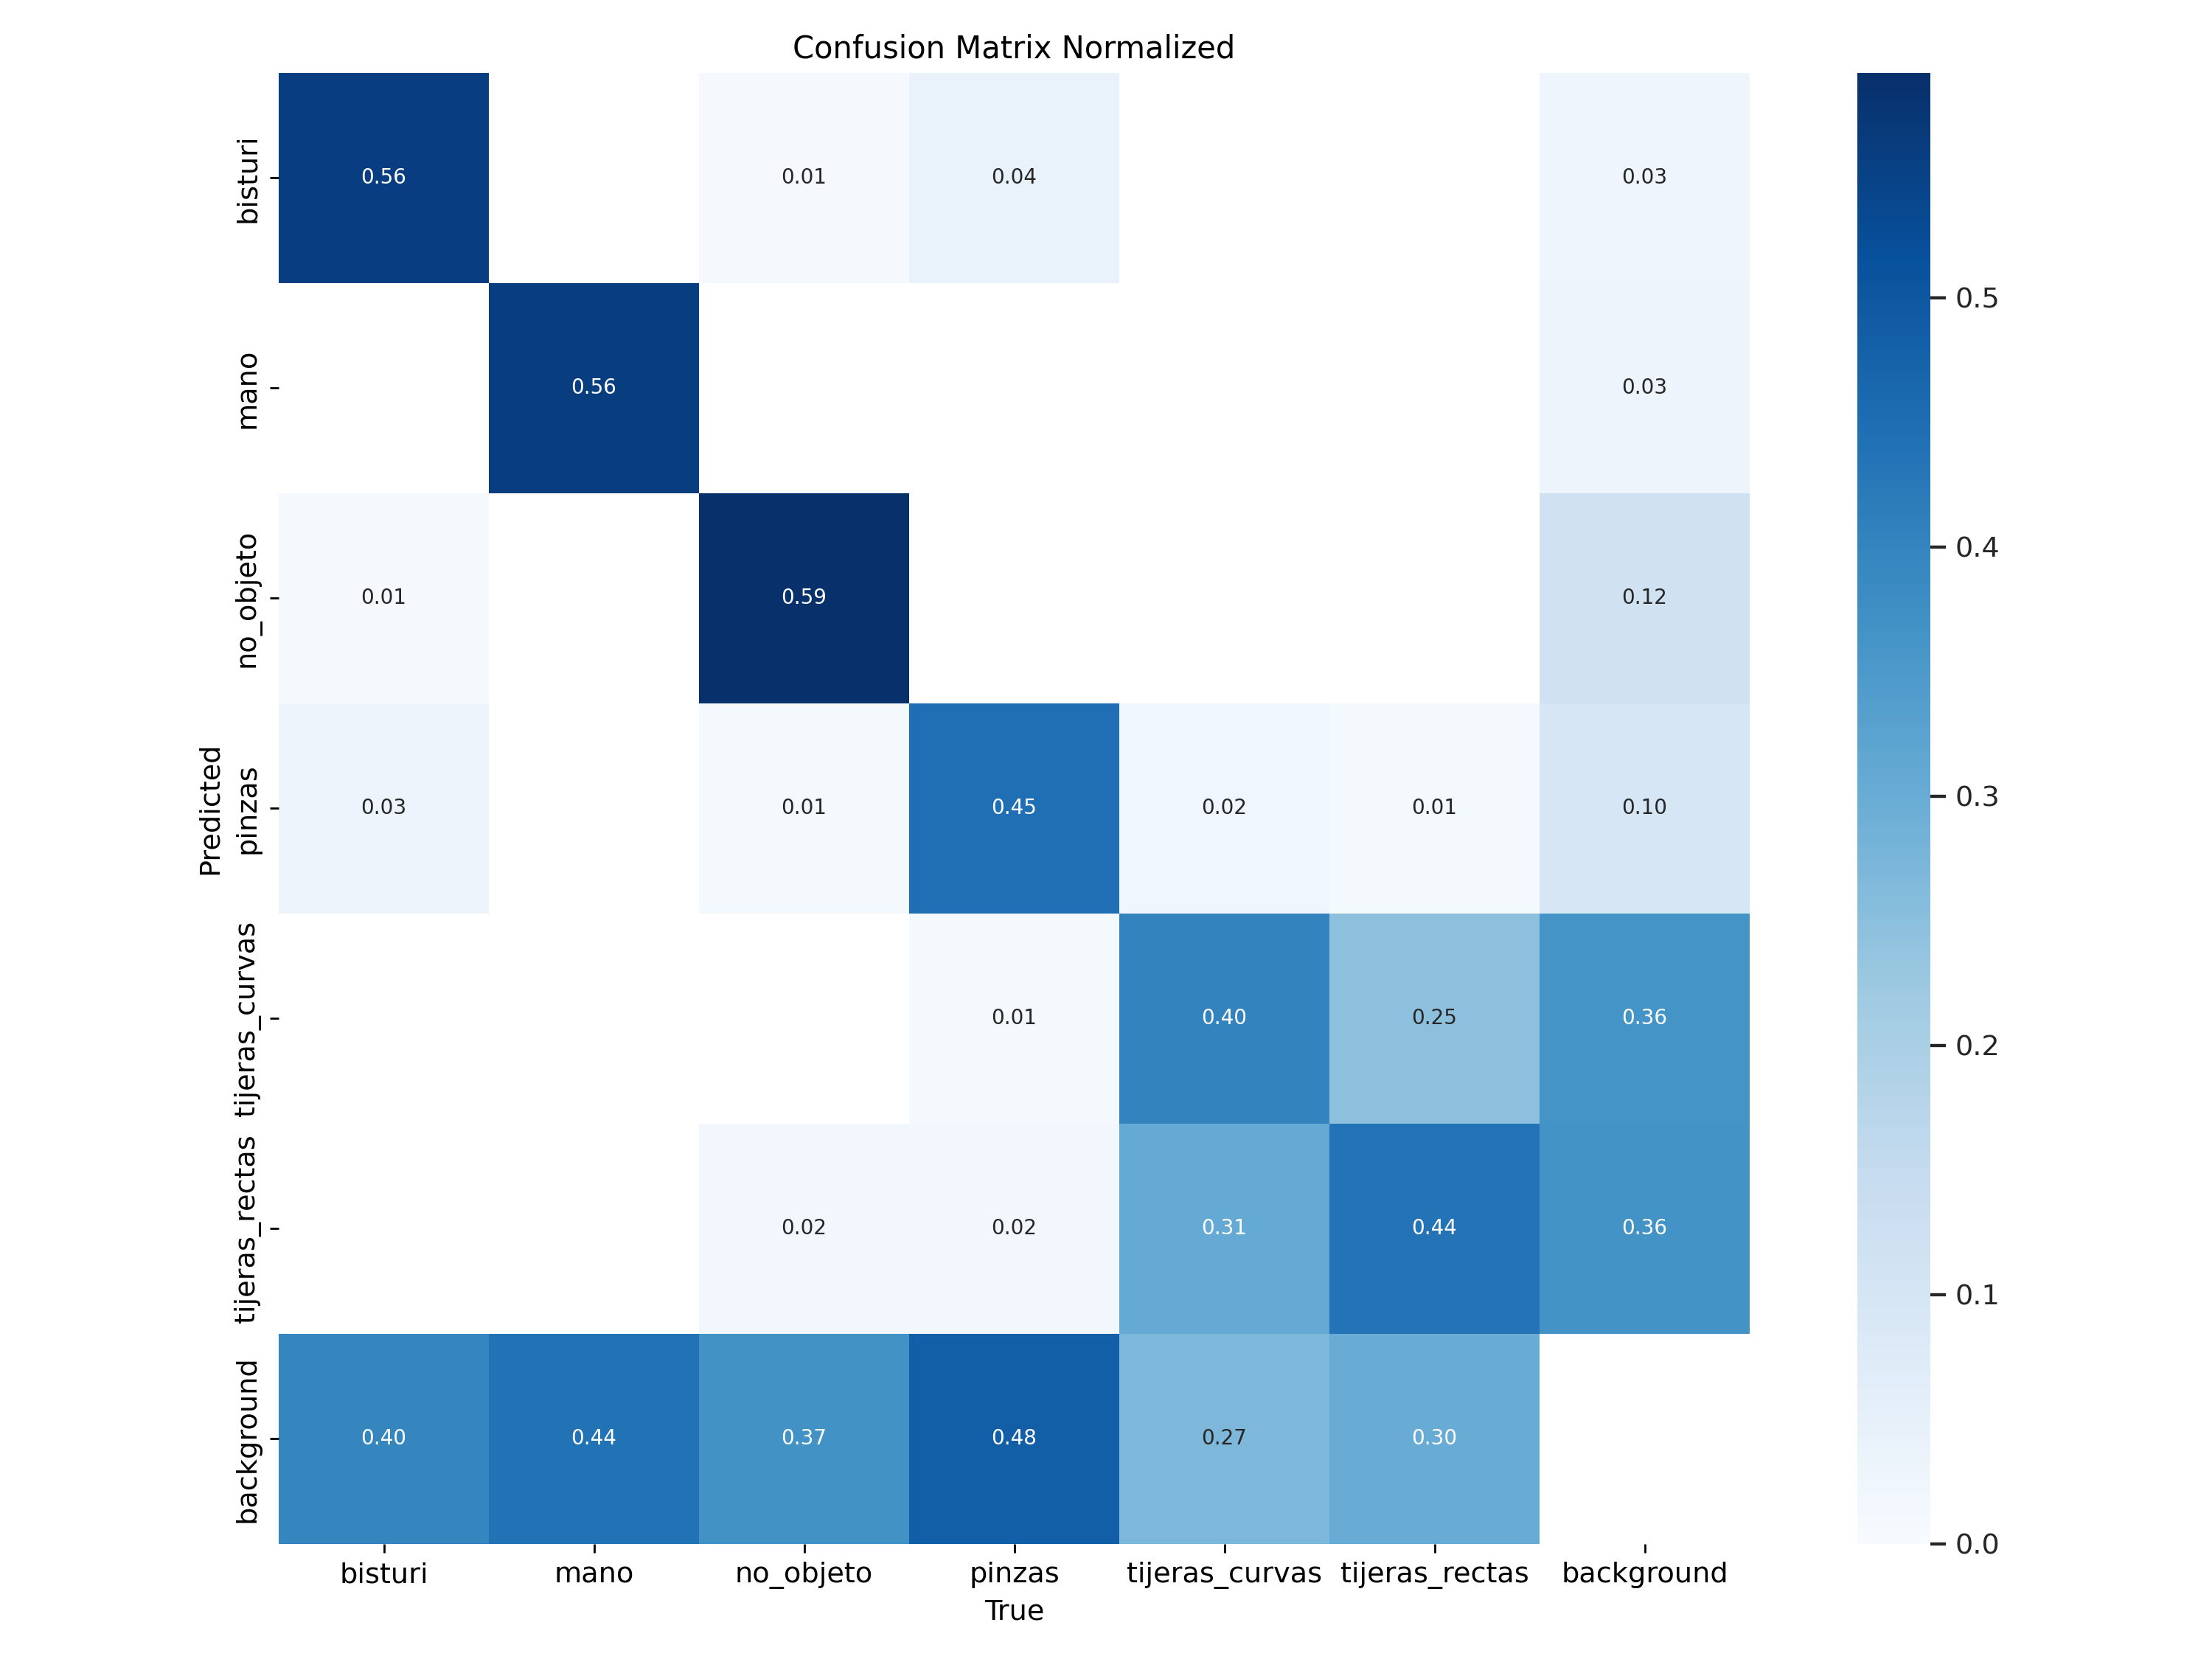 Confusion Matrix Normalized
Predicted
bisturi
0.56
0.01
0.04
0.03
mano
0.56
0.03
no_objeto
0.01
0.59
0.12
pinzas
0.03
0.01
0.45
0.02
0.01
0.10
tijeras_curvas
0.01
0.40
0.25
0.36
tijeras_rectas
0.02
0.02
0.31
0.44
0.36
background
0.40
0.44
0.37
0.48
0.27
0.30
bisturi
mano
no_objeto
pinzas
tijeras_curvas
tijeras_rectas
background
True
0.5
0.4
0.3
0.2
0.1
0.0